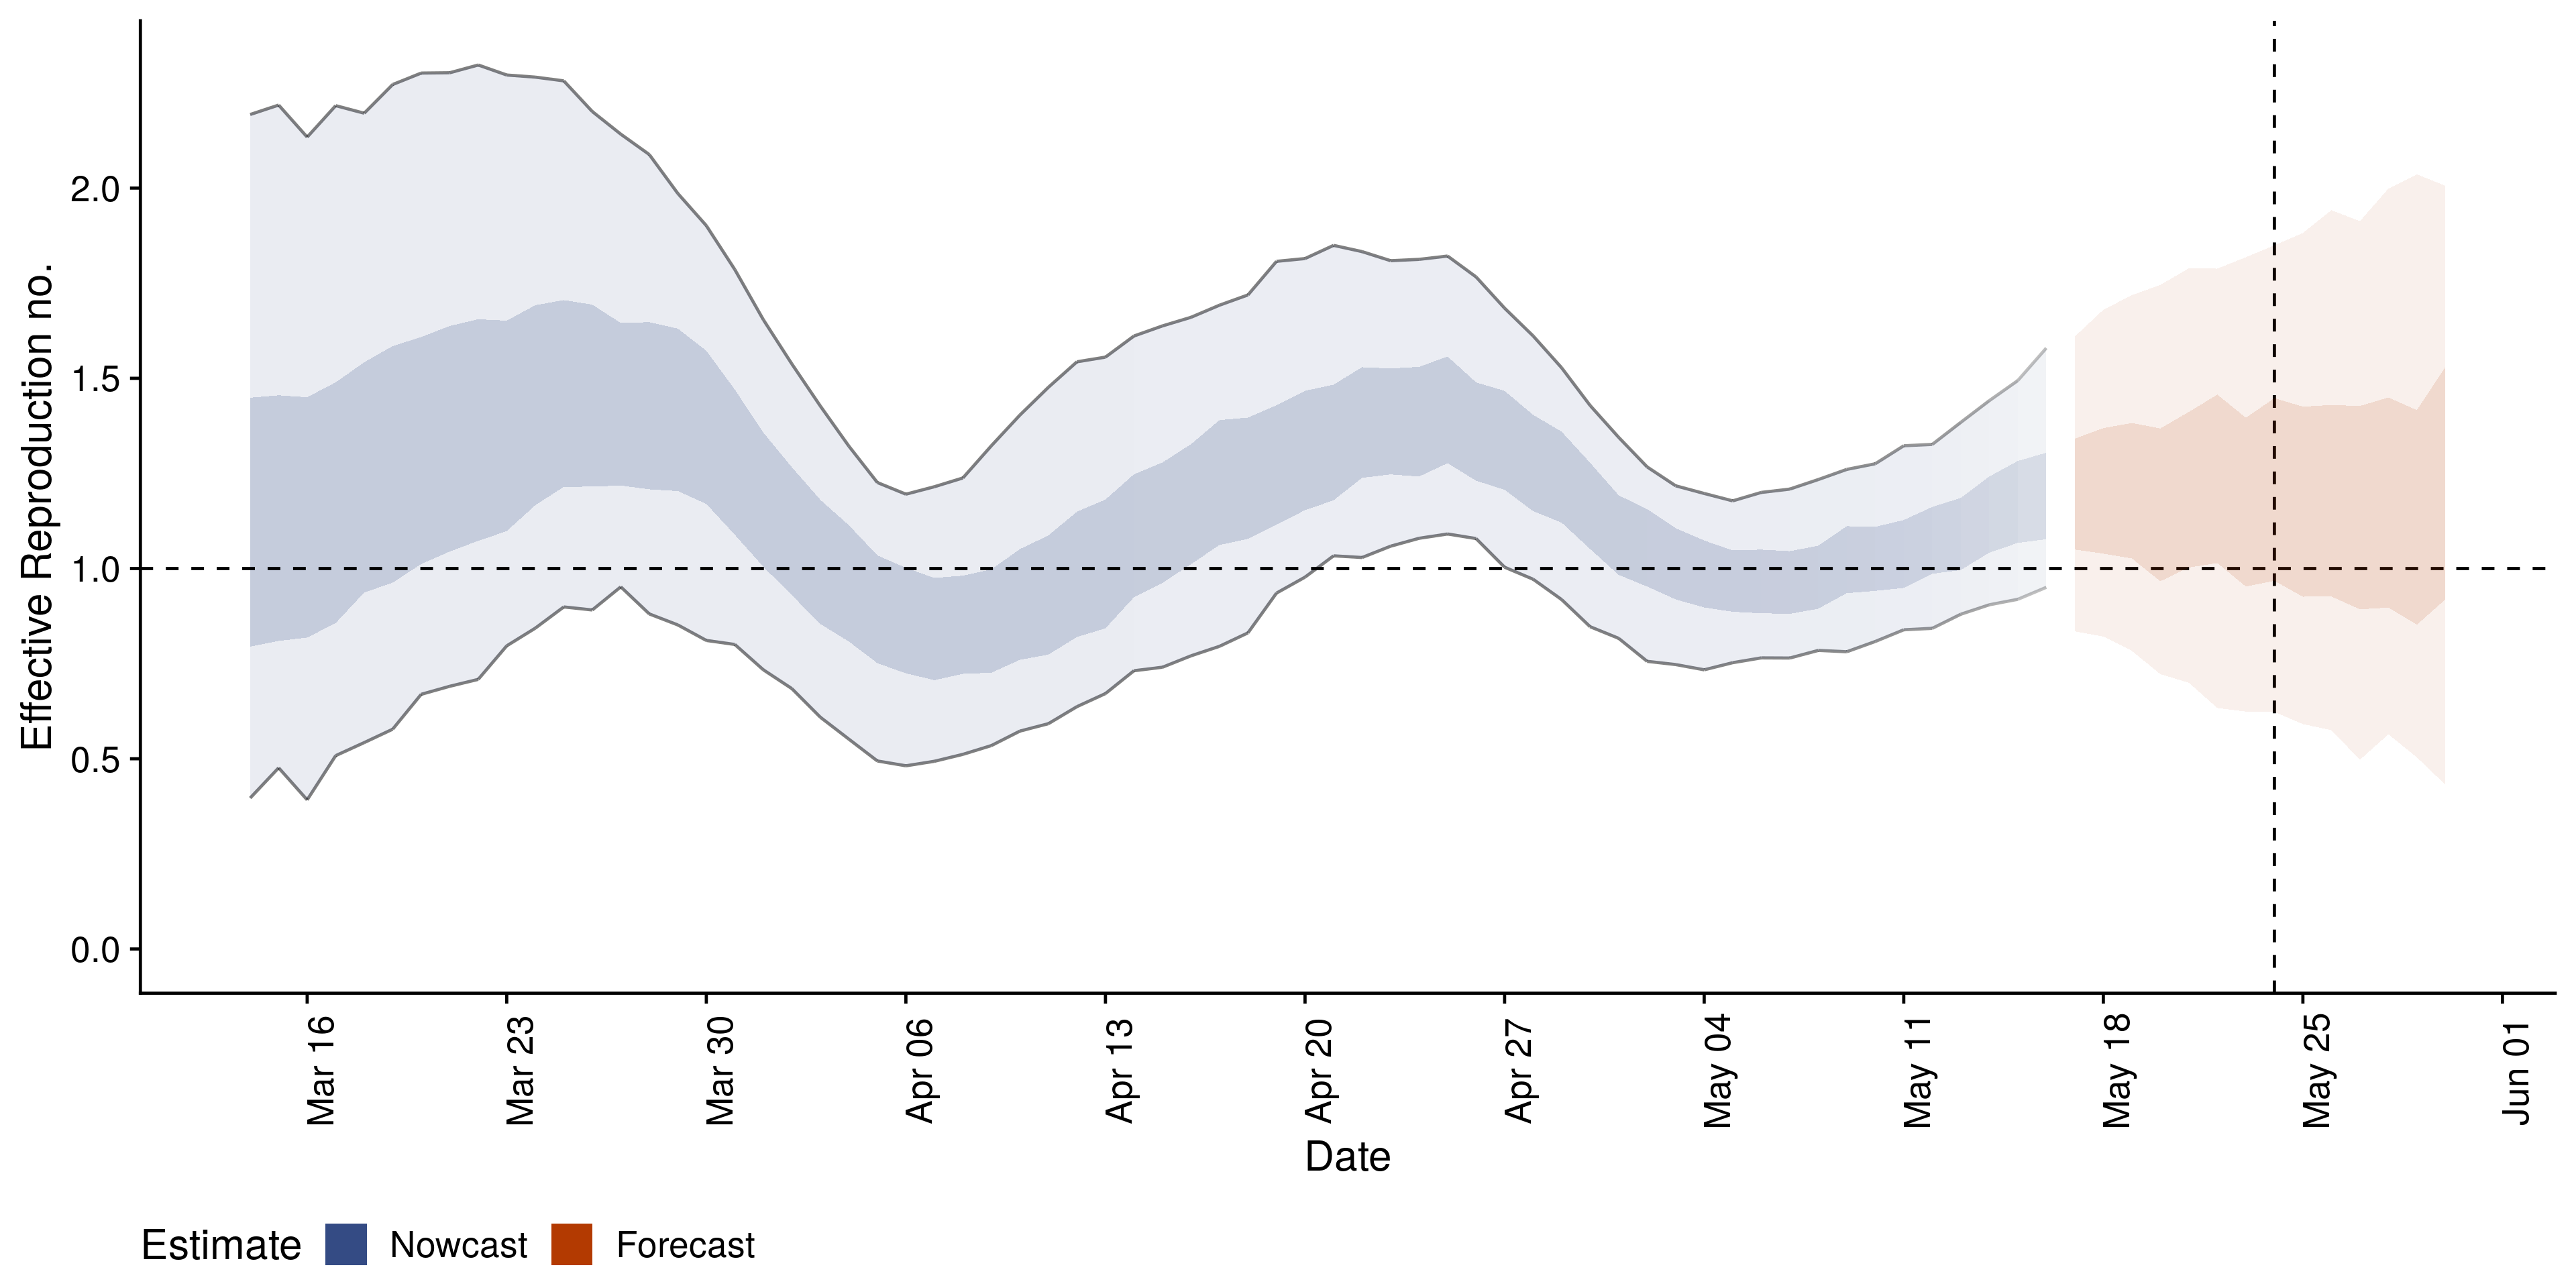 Effective Reproduction no.
2.0
1.5
1.0
0.5
0.0
Mar 16
Mar 23
Mar 30
Apr 06
Apr 13
Apr 20
Apr 27
May 04
May 11
May 18
May 25
Jun 01
Date
Estimate Nowcast Forecast